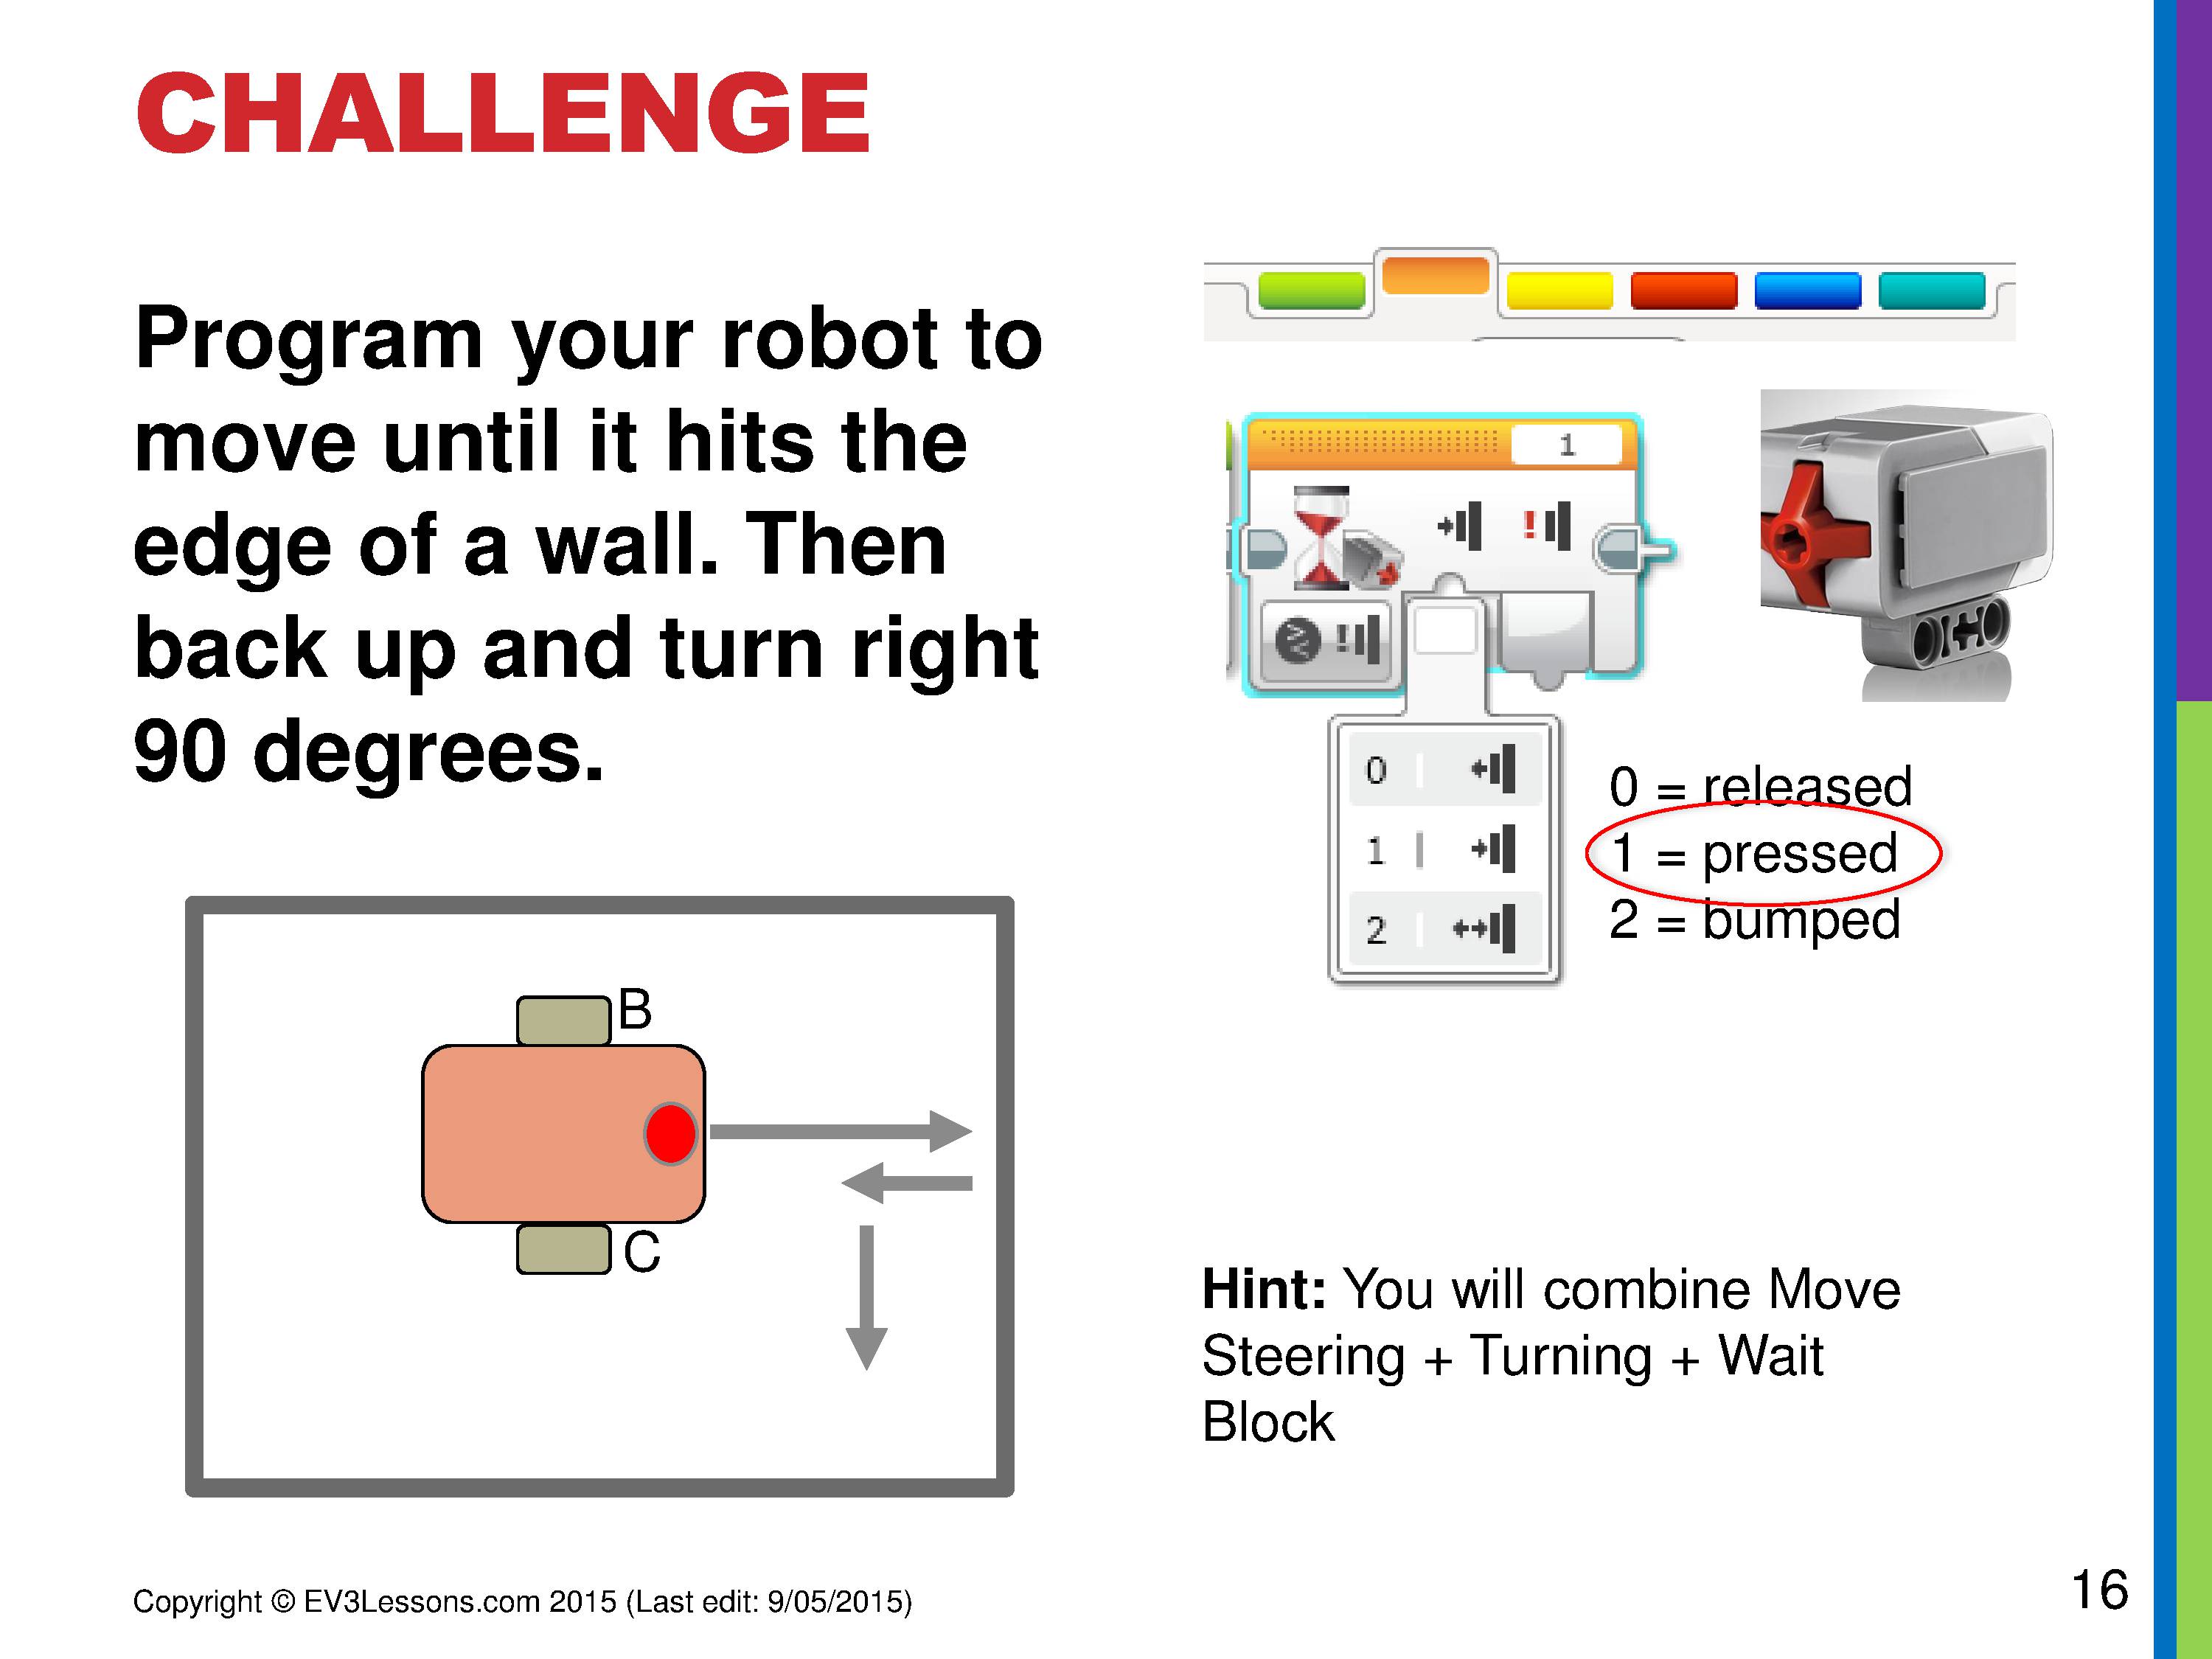 CHALLENGE
Program your robot to
move until it hits the
edge of a wall. Then
back up and turn right
90 degrees.
1
0
1
2
0 = released
1 = pressed
2 = bumped
B
C
Hint: You will combine Move
Steering + Turning + Wait
Block
Copyright © EV3Lessons.com 2015 (Last edit: 9/05/2015)
16